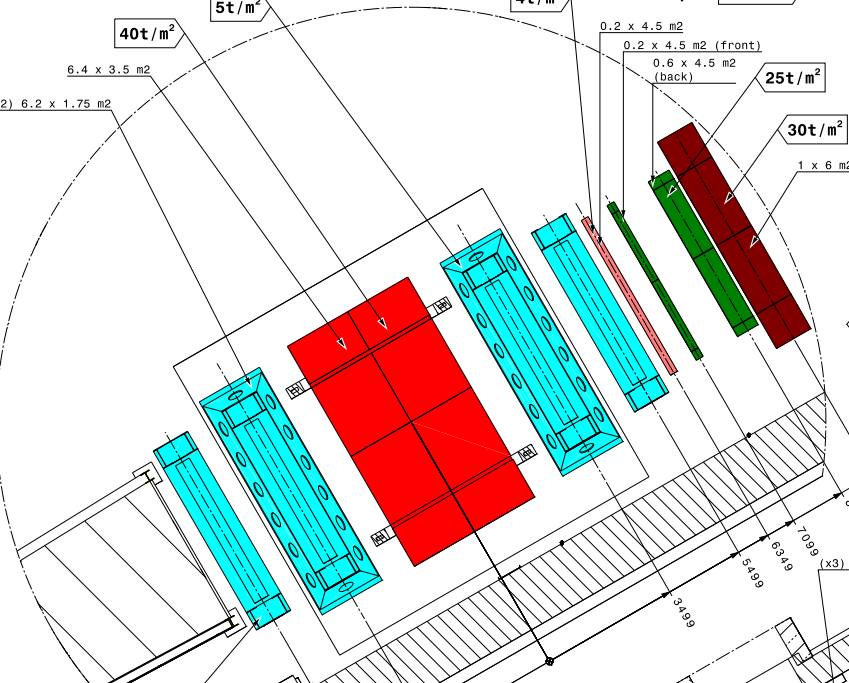 5t/m²
4t/m²
40t/m²
0.2 x 4.5 m2
0.2 x 4.5 m2 (front)
6.4 x 3.5 m2
0.6 x 4.5 m2
(back)
25t/m²
2) 6.2 x 1.75 m2
30t/m²
1 x 6 m2
7099
6349
5499
(x3)
3499